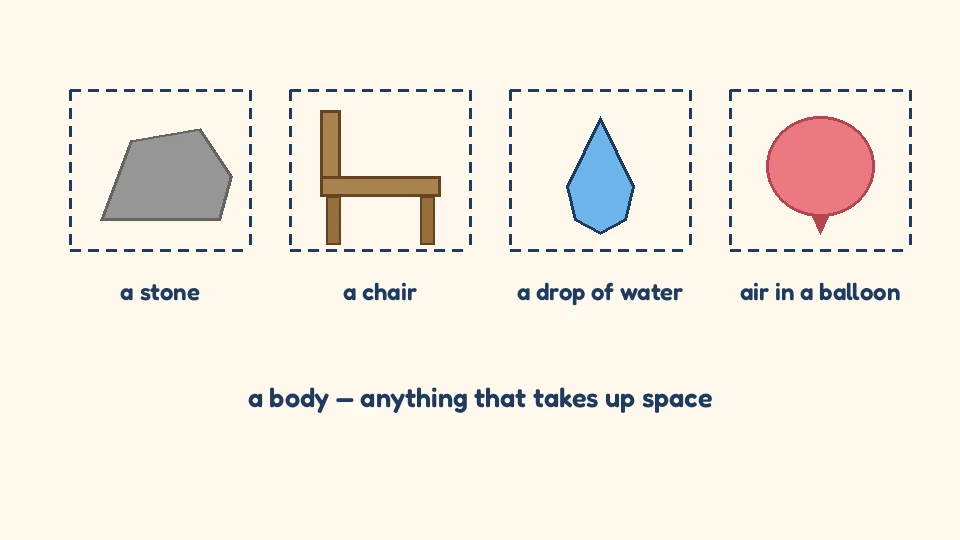 a stone
a chair
a drop of water
air in a balloon
a body — anything that takes up space